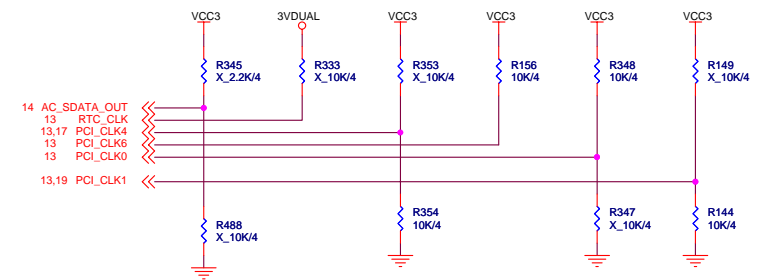 VCC3 3VDUAL VCC3 VCC3 VCC3
R345 R333 R353 R156 R348 R149
X_2.2K/4 X_10K/4 X_10K/4 10K/4 10K/4 X_10K/4
14 AC_SDATA_OUT
13 RTC_CLK
13,17 PCI_CLK4
13 PCI_CLK6
13 PCI_CLK0
13,19 PCI_CLK1
R488 R354 R347 R144
X_10K/4 10K/4 X_10K/4 10K/4